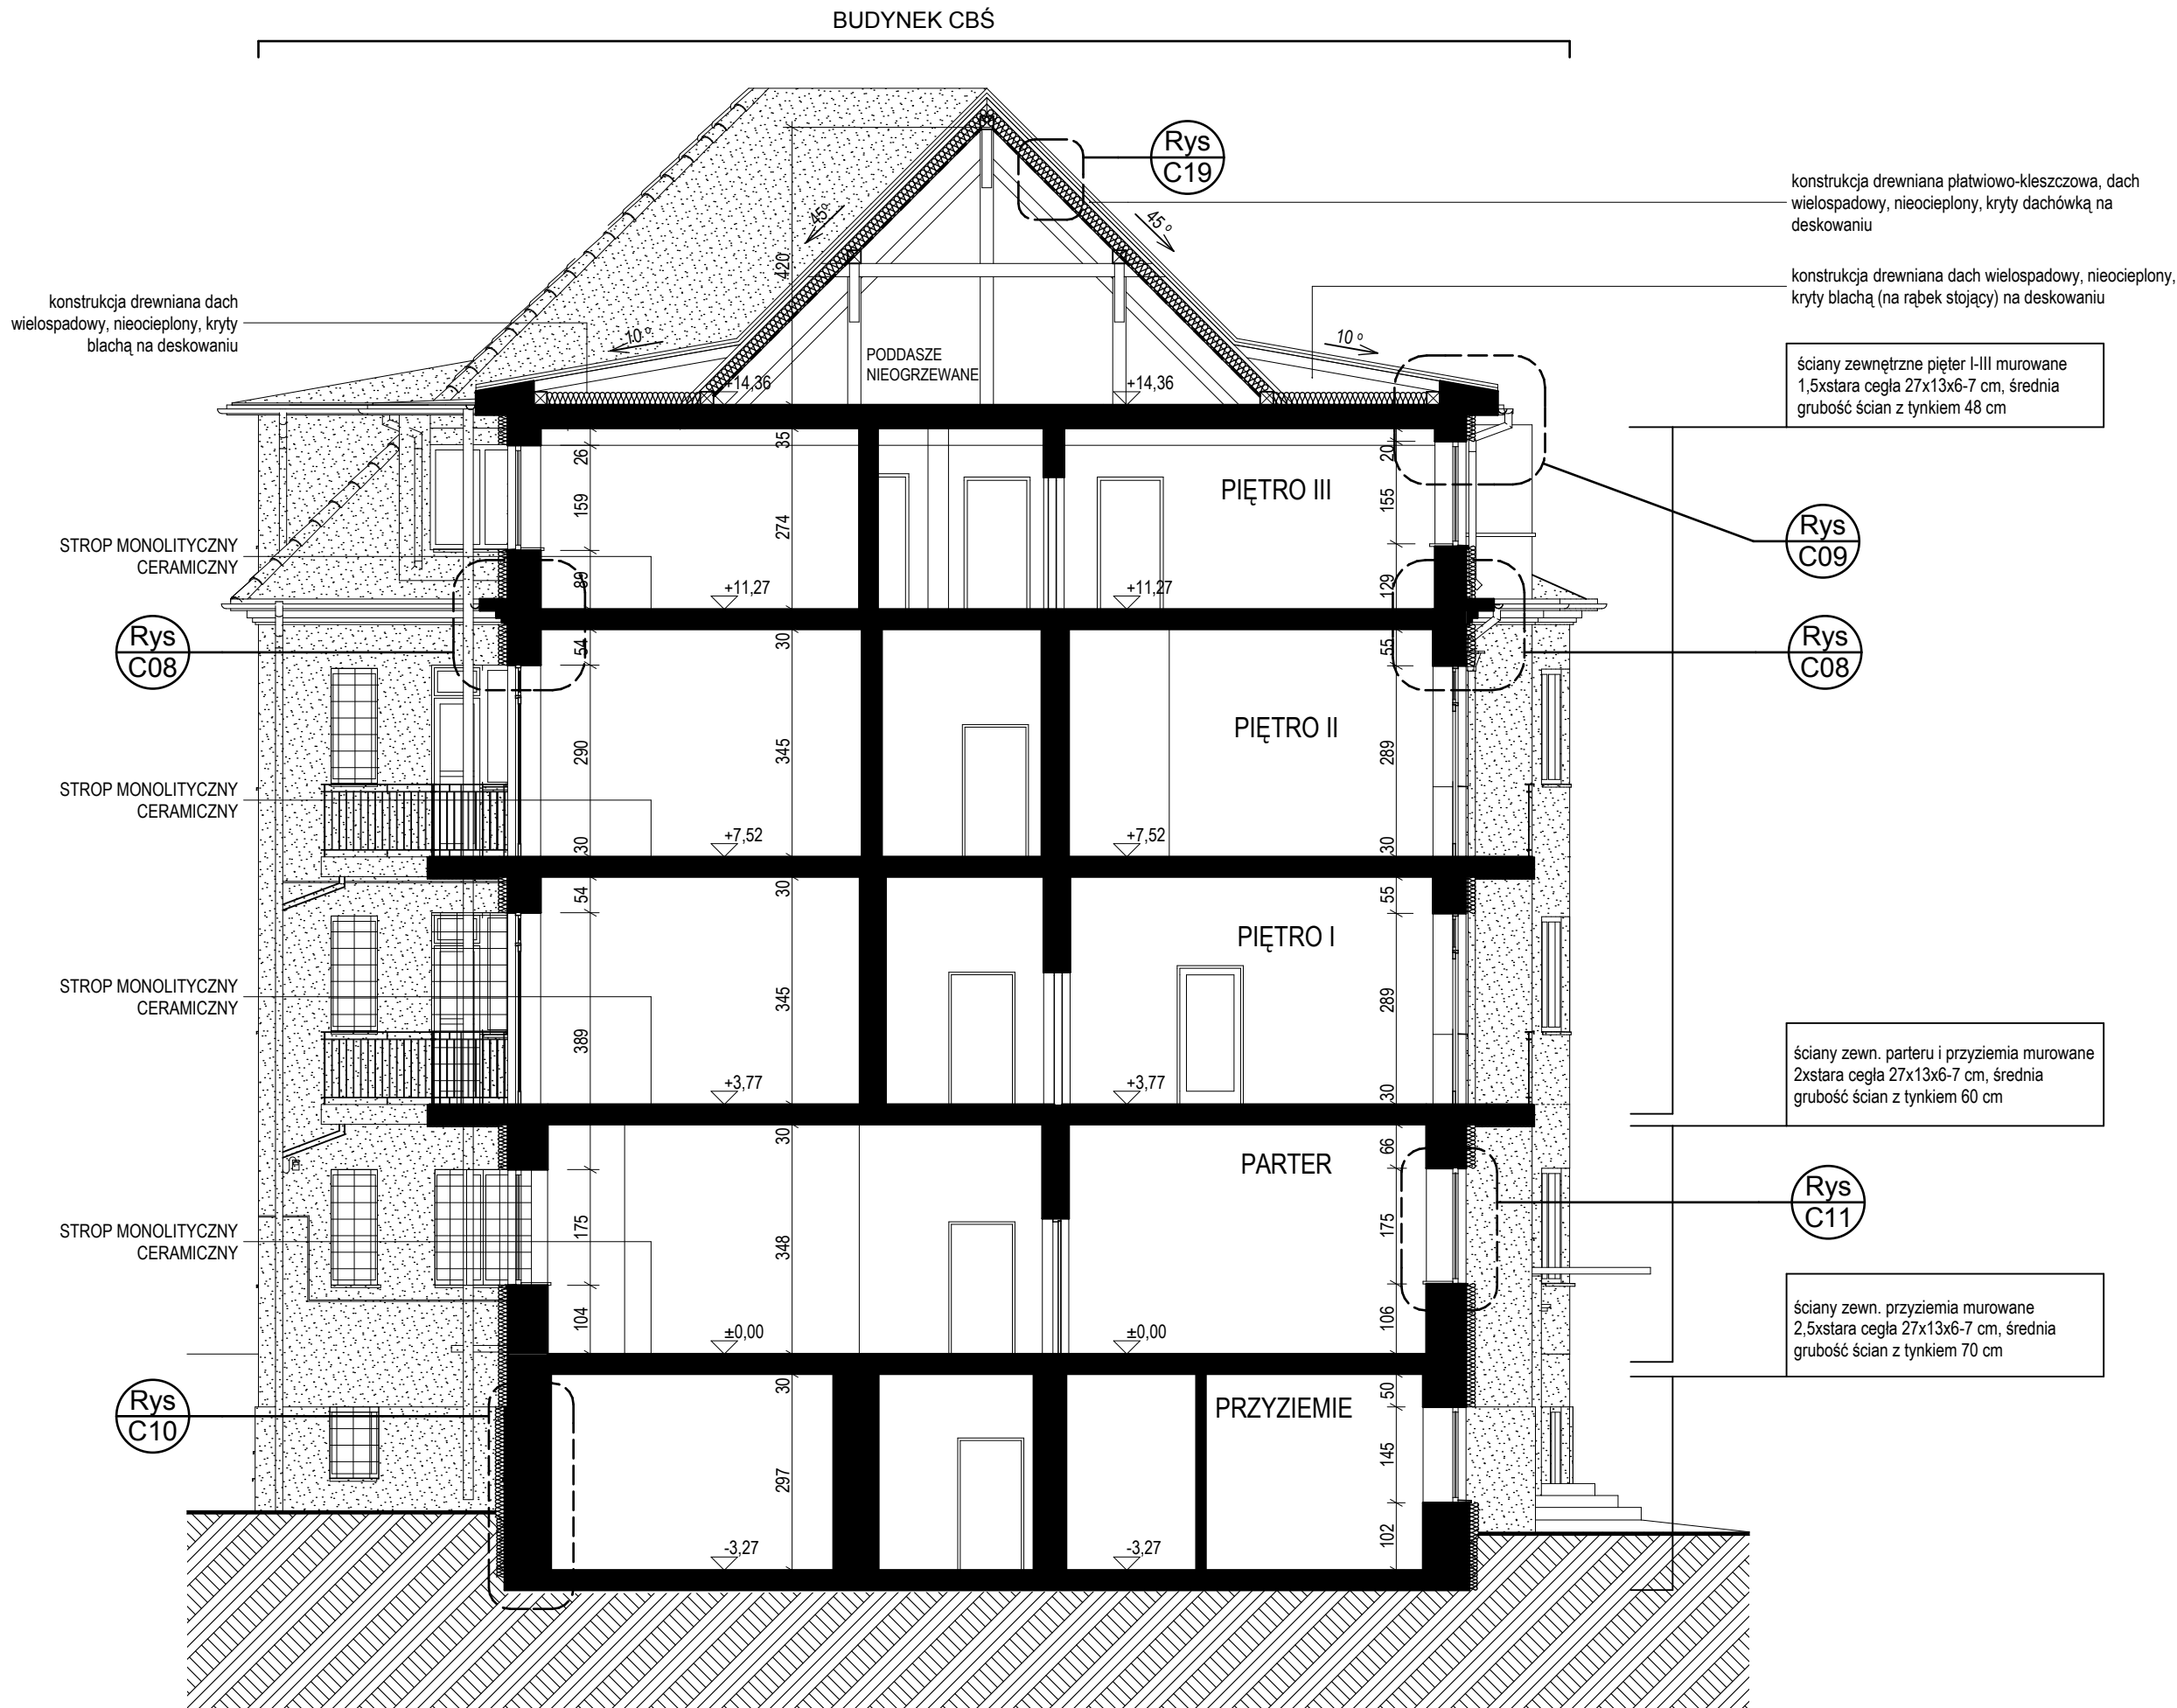 BUDYNEK CBŚ
Rys
C19
konstrukcja drewniana płatwiowo-kleszczowa, dach
wielospadowy, nieocieplony, kryty dachówką na
deskowaniu
45°
45°
420
konstrukcja drewniana dach wielospadowy, nieocieplony,
kryty blachą (na rąbek stojący) na deskowaniu
konstrukcja drewniana dach
wielospadowy, nieocieplony, kryty
blachą na deskowaniu
10°
10°
PODDASZE
NIEOGRZEWANE
+14,36
+14,36
ściany zewnętrzne pięter I-III murowane
1,5xstara cegła 27x13x6-7 cm, średnia
grubość ścian z tynkiem 48 cm
26
35
20
159
274
155
PIĘTRO III
Rys
C09
STROP MONOLITYCZNY
CERAMICZNY
89
+11,27
+11,27
129
Rys
C08
54
30
55
Rys
C08
290
345
289
PIĘTRO II
STROP MONOLITYCZNY
CERAMICZNY
30
+7,52
+7,52
30
54
30
55
PIĘTRO I
STROP MONOLITYCZNY
CERAMICZNY
389
345
289
+3,77
+3,77
30
ściany zewn. parteru i przyziemia murowane
2xstara cegła 27x13x6-7 cm, średnia
grubość ścian z tynkiem 60 cm
30
66
PARTER
Rys
C11
175
348
175
STROP MONOLITYCZNY
CERAMICZNY
104
±0,00
±0,00
106
ściany zewn. przyziemia murowane
2,5xstara cegła 27x13x6-7 cm, średnia
grubość ścian z tynkiem 70 cm
30
50
PRZYZIEMIE
Rys
C10
297
145
-3,27
-3,27
102